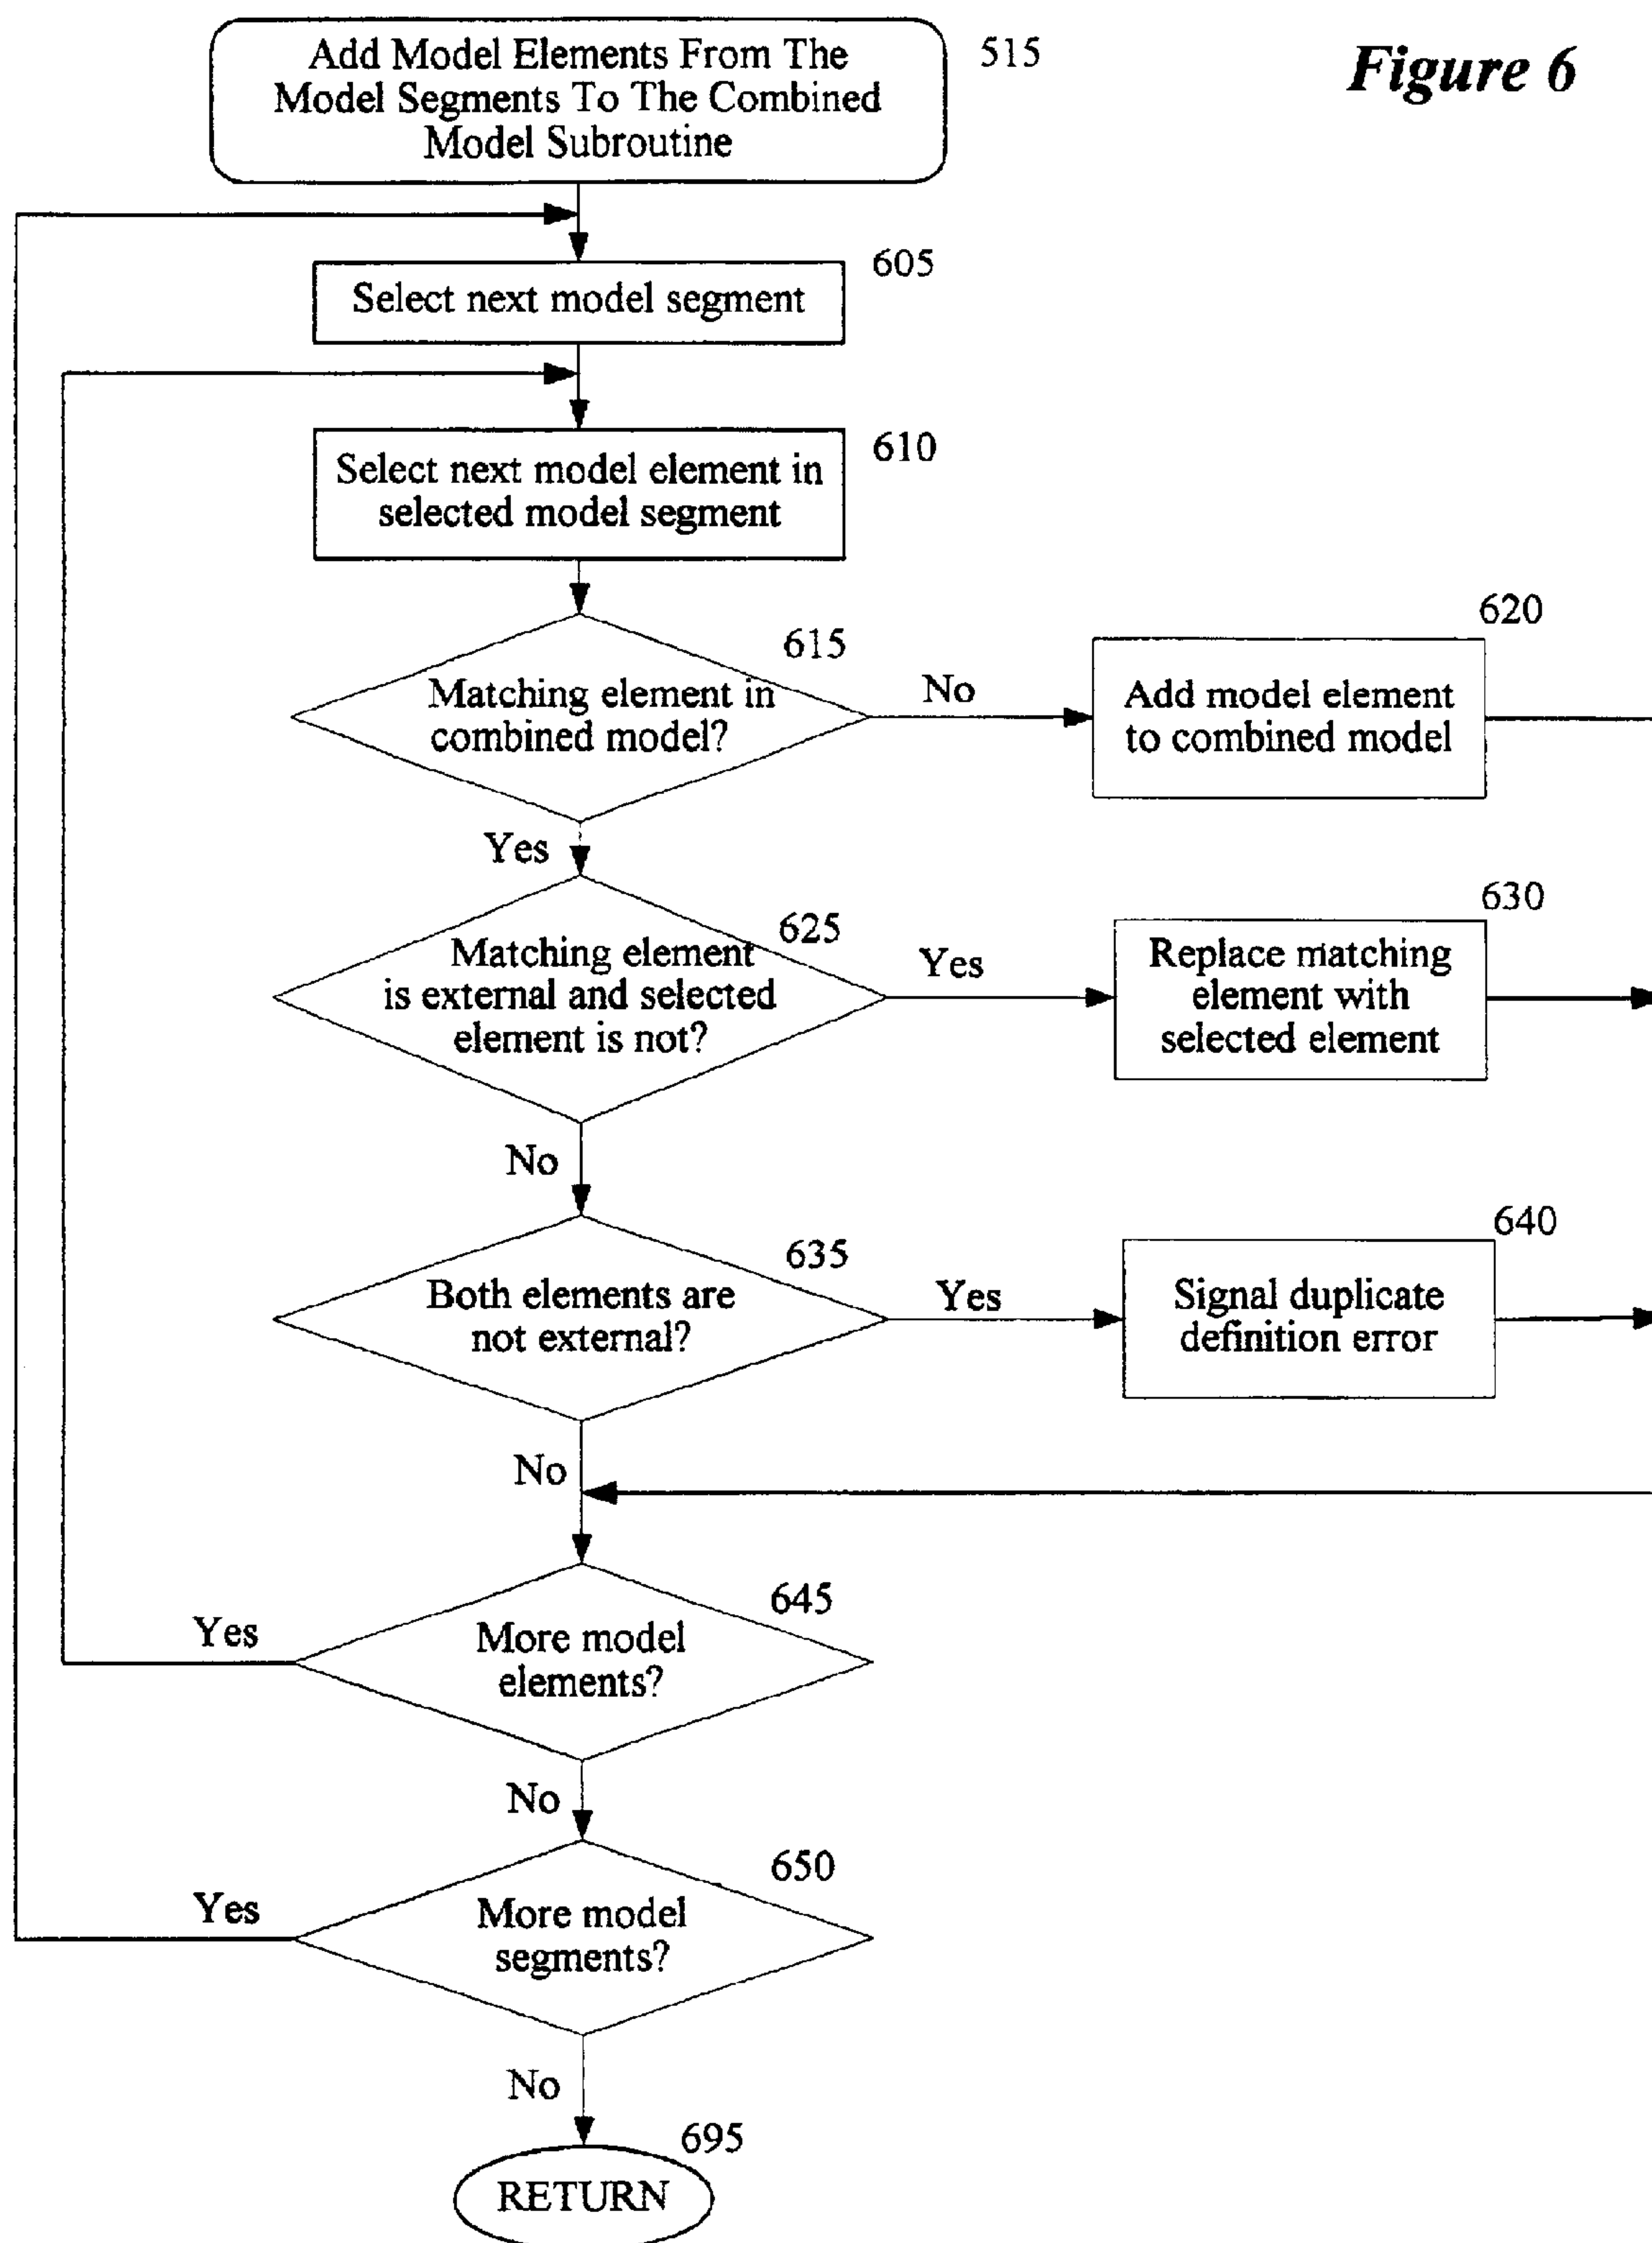 Figure 6
Add Model Elements From The
Model Segments To The Combined
Model Subroutine
515
605
Select next model segment
610
Select next model element in
selected model segment
615
Matching element in
combined model?
No
620
Add model element
to combined model
Yes
625
Matching element
is external and selected
element is not?
Yes
630
Replace matching
element with
selected element
No
635
Both elements are
not external?
Yes
640
Signal duplicate
definition error
No
645
More model
elements?
Yes
No
650
More model
segments?
Yes
No
695
RETURN